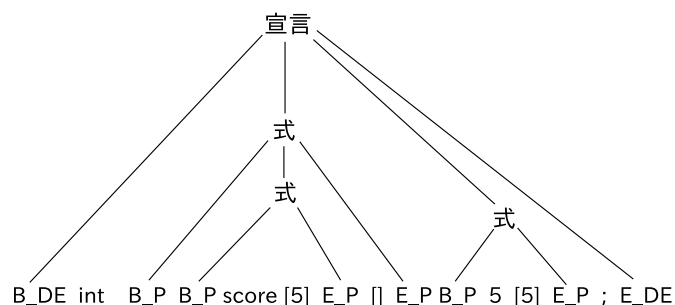 宣言
式
式
式
B_DE int B_P B_P score [5] E_P [] E_P B_P 5 [5] E_P ; E_DE